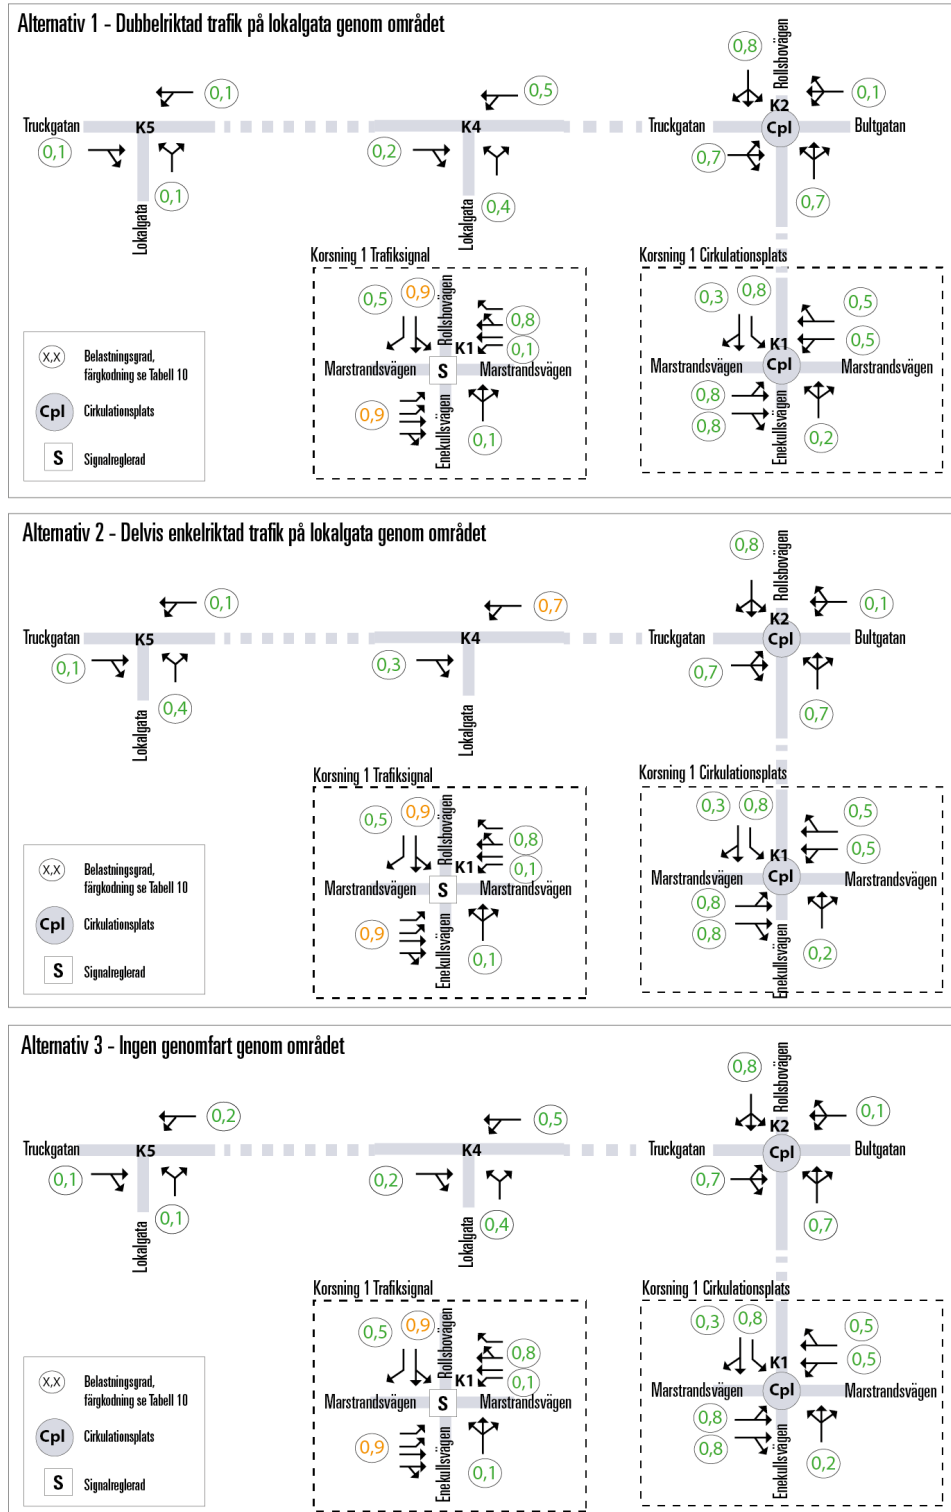 Alternativ 1 - Dubbelriktad trafik på lokalgata genom området
0,8
Rollsbovägen
0,1
0,5
K2
0,1
Truckgatan
K5
K4
Truckgatan
Cpl
Bultgatan
0,1
0,2
0,7
0,1
0,4
0,7
Lokalgata
Lokalgata
Korsning 1 Trafiksignal
Korsning 1 Cirkulationsplats
0,5
0,9
Rollsbovägen
0,8
0,1
K1
Marstrandsvägen
S
Marstrandsvägen
0,9
Enekullsvägen
0,1
0,3
0,8
0,5
0,5
K1
Marstrandsvägen
Cpl
Marstrandsvägen
0,8
0,8
Enekullsvägen
0,2
X,X
Belastningsgrad,
färgkodning se Tabell 10
Cpl
Cirkulationsplats
S
Signalreglerad
Alternativ 2 - Delvis enkelriktad trafik på lokalgata genom området
0,8
Rollsbovägen
0,1
0,7
K2
0,1
Truckgatan
K5
K4
Truckgatan
Cpl
Bultgatan
0,1
0,3
0,7
0,4
0,7
Lokalgata
Lokalgata
Korsning 1 Trafiksignal
Korsning 1 Cirkulationsplats
0,5
0,9
Rollsbovägen
0,8
0,1
K1
Marstrandsvägen
S
Marstrandsvägen
0,9
Enekullsvägen
0,1
0,3
0,8
0,5
0,5
K1
Marstrandsvägen
Cpl
Marstrandsvägen
0,8
0,8
Enekullsvägen
0,2
X,X
Belastningsgrad,
färgkodning se Tabell 10
Cpl
Cirkulationsplats
S
Signalreglerad
Alternativ 3 - Ingen genomfart genom området
0,8
Rollsbovägen
0,2
0,5
K2
0,1
Truckgatan
K5
K4
Truckgatan
Cpl
Bultgatan
0,1
0,2
0,7
0,1
0,4
0,7
Lokalgata
Lokalgata
Korsning 1 Trafiksignal
Korsning 1 Cirkulationsplats
0,5
0,9
Rollsbovägen
0,8
0,1
K1
Marstrandsvägen
S
Marstrandsvägen
0,9
Enekullsvägen
0,1
0,3
0,8
0,5
0,5
K1
Marstrandsvägen
Cpl
Marstrandsvägen
0,8
0,8
Enekullsvägen
0,2
X,X
Belastningsgrad,
färgkodning se Tabell 10
Cpl
Cirkulationsplats
S
Signalreglerad